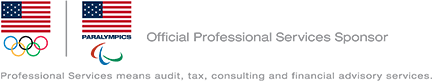 PARALYMPICS
Official Professional Services Sponsor
Professional Services means audit, tax, consulting and financial advisory services.